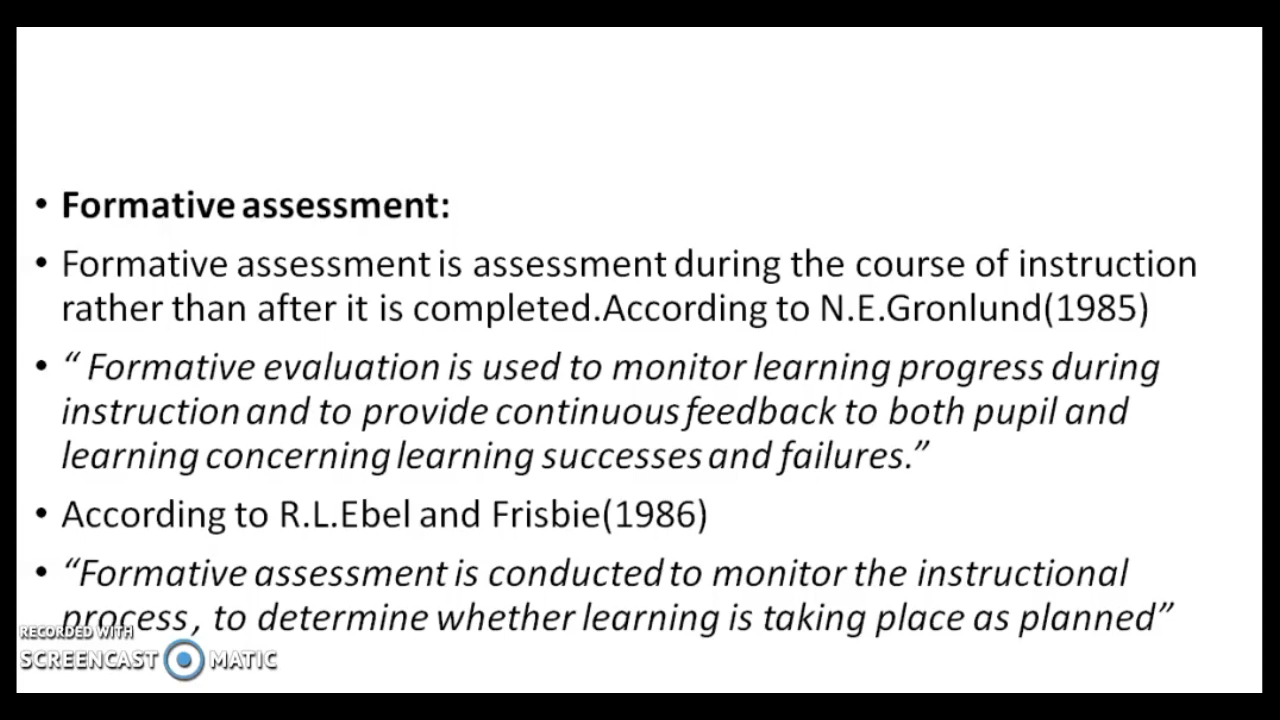 • Formative assessment:
• Formative assessment is assessment during the course of instruction
rather than after it is completed.According to N.E.Gronlund(1985)
• “ Formative evaluation is used to monitor learning progress during
instruction and to provide continuous feedback to both pupil and
learning concerning learning successes and failures.”
• According to R.L.Ebel and Frisbie(1986)
• “Formative assessment is conducted to monitor the instructional
process , to determine whether learning is taking place as planned”
RECORDED WITH
SCREENCAST MATIC